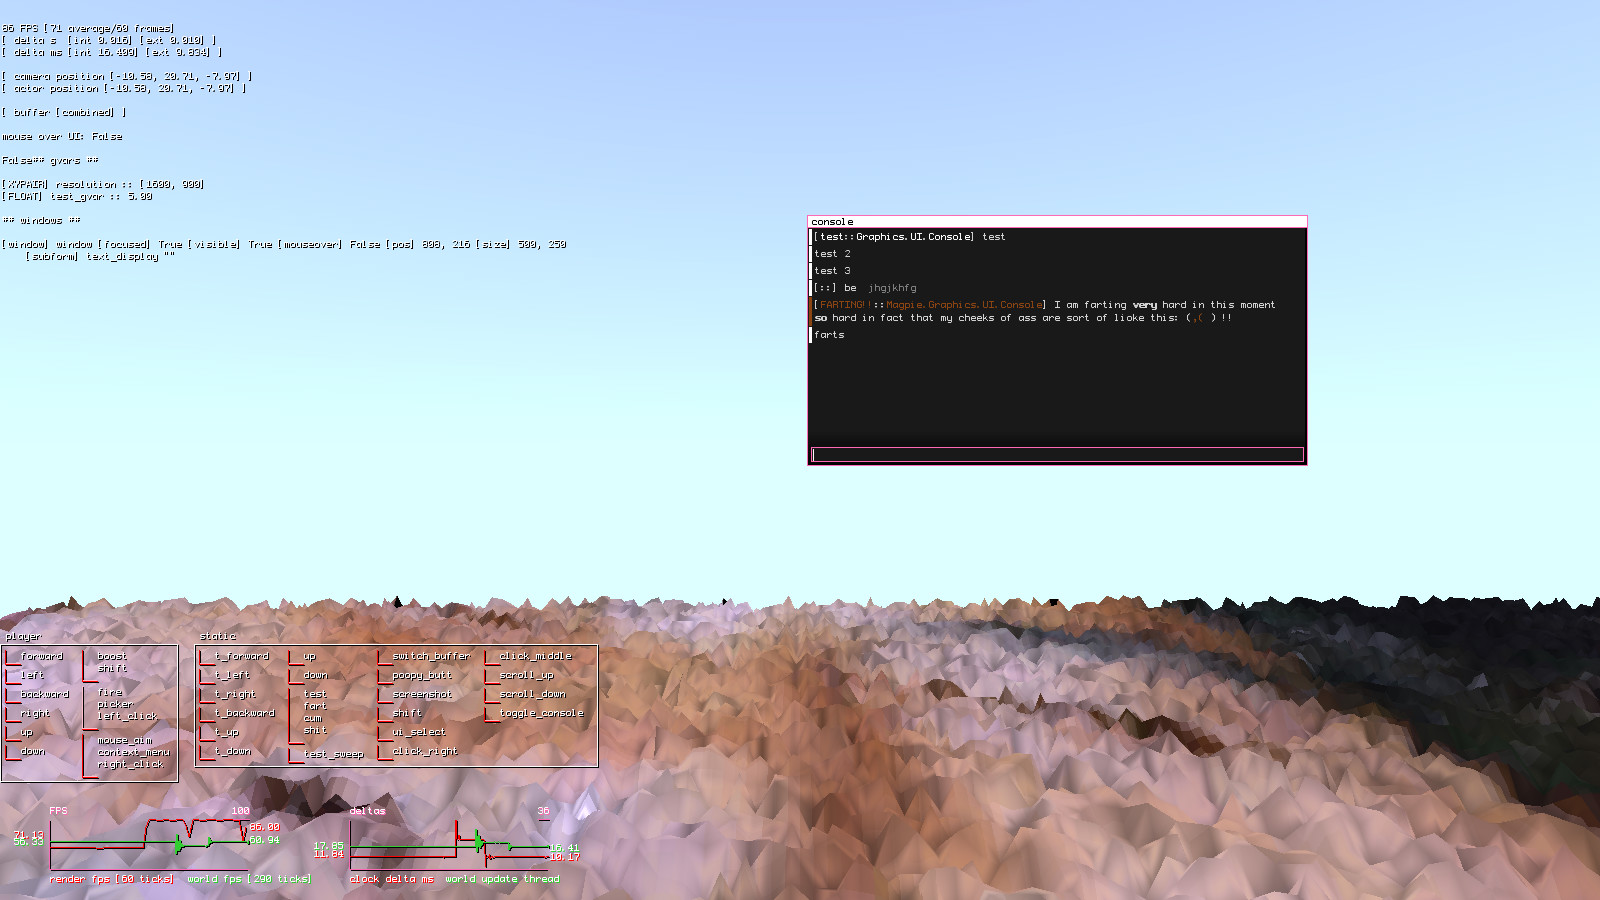 86 FPS [71 average/60 frames]
[ delta s  [int 0.016] [ext 0.010] ]
[ delta ms [int 16.409] [ext 9.834] ]
[ camera position [-10.58, 20.71, -7.97] ]
[ actor position [-10.58, 20.71, -7.97] ]
[ buffer [combined] ]
mouse over UI: False
False** gvars **
[XYPAIR] resolution :: [1600, 900]
[FLOAT] test_gvar :: 5.00
** windows **
[window] window [focused] True [visible] True [mouseover] False [pos] 808, 216 [size] 500, 250
[subform] text_display ""
console
[test::Graphics.UI.Console] test
test 2
test 3
[::] be  jhgjkhfg
[FARTING!!::Magpie.Graphics.UI.Console] I am farting very hard in this moment
so hard in fact that my cheeks of ass are sort of lioke this: (,( ) !!
farts
player
forward
left
backward
right
up
down
boost
shift
fire
picker
left_click
mouse_aim
context_menu
right_click
static
t_forward
t_left
t_right
t_backward
t_up
t_down
up
down
test
fart
cum
shit
test_sweep
switch_buffer
poopy_butt
screenshot
shift
ui_select
click_right
click_middle
scroll_up
scroll_down
toggle_console
FPS 100
71.13
56.33
86.00
60.94
render fps [60 ticks] world fps [290 ticks]
deltas 36
17.85
11.64
16.41
10.17
clock delta ms world update thread